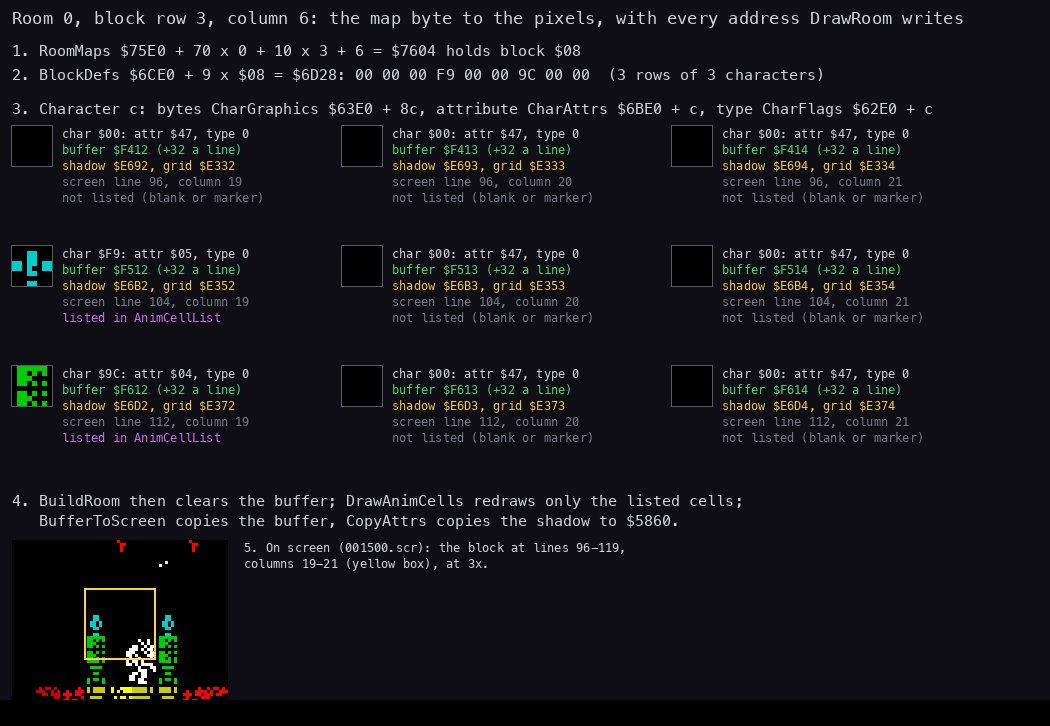 Room 0, block row 3, column 6: the map byte to the pixels, with every address DrawRoom writes
1. RoomMaps $75E0 + 70 x 0 + 10 x 3 + 6 = $7604 holds block $08
2. BlockDefs $6CE0 + 9 x $08 = $6D28: 00 00 00 F9 00 00 9C 00 00  (3 rows of 3 characters)
3. Character c: bytes CharGraphics $63E0 + 8c, attribute CharAttrs $6BE0 + c, type CharFlags $62E0 + c
char $00: attr $47, type 0
buffer $F412 (+32 a line)
shadow $E692, grid $E332
screen line 96, column 19
not listed (blank or marker)
char $00: attr $47, type 0
buffer $F413 (+32 a line)
shadow $E693, grid $E333
screen line 96, column 20
not listed (blank or marker)
char $00: attr $47, type 0
buffer $F414 (+32 a line)
shadow $E694, grid $E334
screen line 96, column 21
not listed (blank or marker)
char $F9: attr $05, type 0
buffer $F512 (+32 a line)
shadow $E6B2, grid $E352
screen line 104, column 19
listed in AnimCellList
char $00: attr $47, type 0
buffer $F513 (+32 a line)
shadow $E6B3, grid $E353
screen line 104, column 20
not listed (blank or marker)
char $00: attr $47, type 0
buffer $F514 (+32 a line)
shadow $E6B4, grid $E354
screen line 104, column 21
not listed (blank or marker)
char $9C: attr $04, type 0
buffer $F612 (+32 a line)
shadow $E6D2, grid $E372
screen line 112, column 19
listed in AnimCellList
char $00: attr $47, type 0
buffer $F613 (+32 a line)
shadow $E6D3, grid $E373
screen line 112, column 20
not listed (blank or marker)
char $00: attr $47, type 0
buffer $F614 (+32 a line)
shadow $E6D4, grid $E374
screen line 112, column 21
not listed (blank or marker)
4. BuildRoom then clears the buffer; DrawAnimCells redraws only the listed cells;
BufferToScreen copies the buffer, CopyAttrs copies the shadow to $5860.
5. On screen (001500.scr): the block at lines 96–119,
columns 19–21 (yellow box), at 3x.